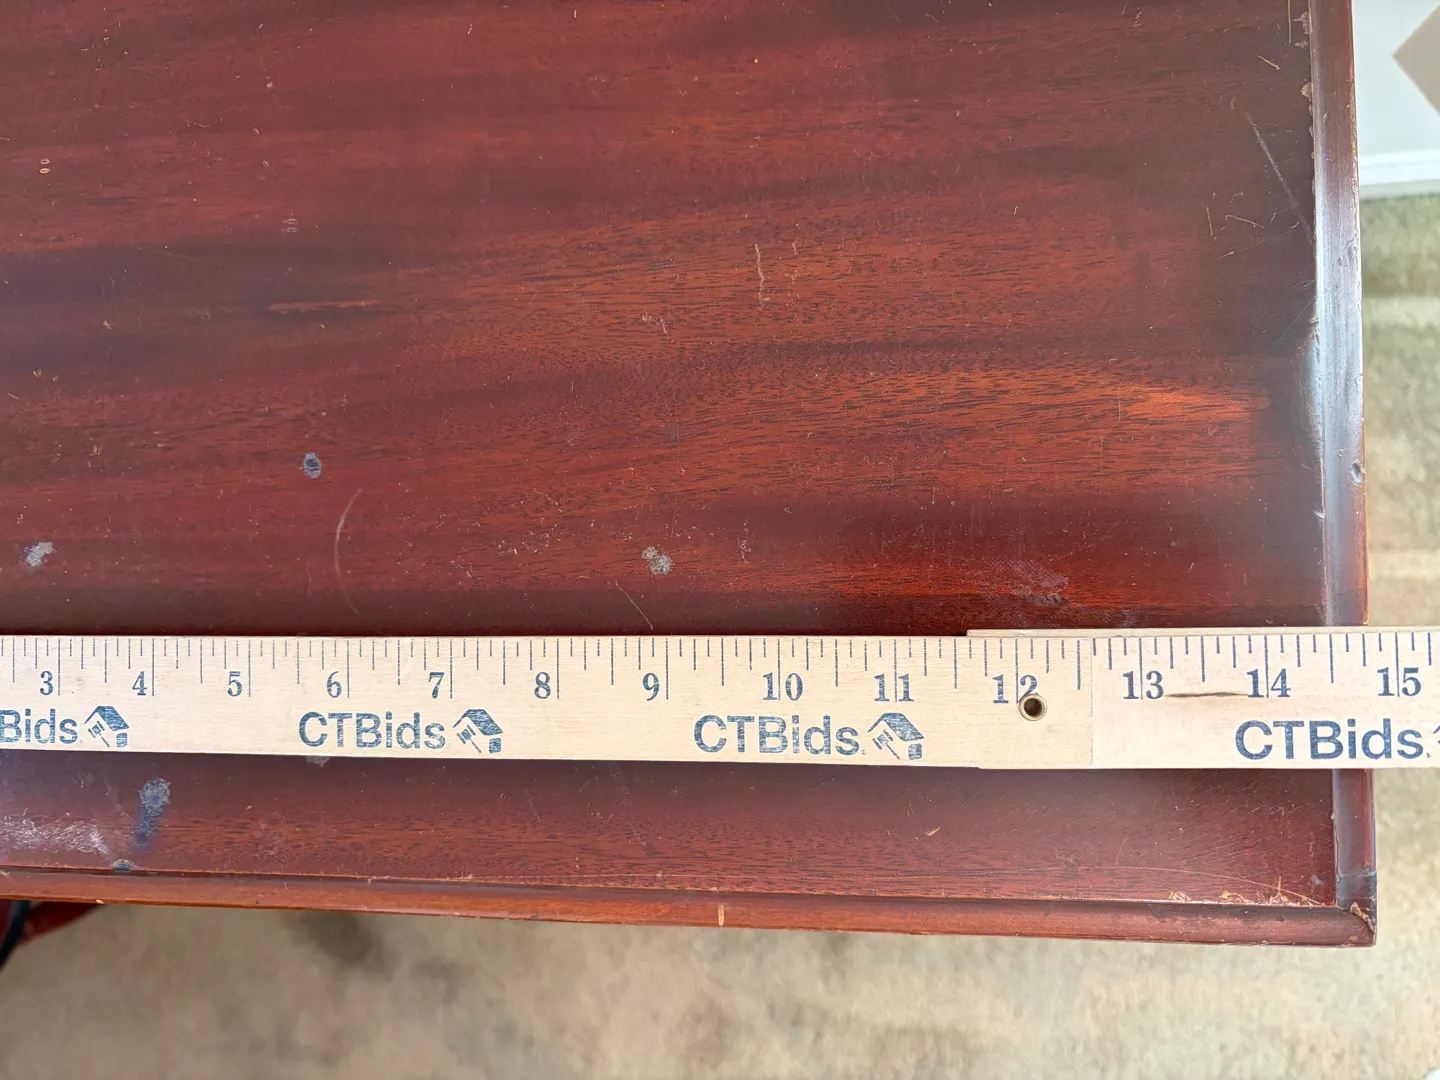 3 4 5 6 7 8 9 10 11 12 13 14 15
Bids CTBids CTBids. CTBids.